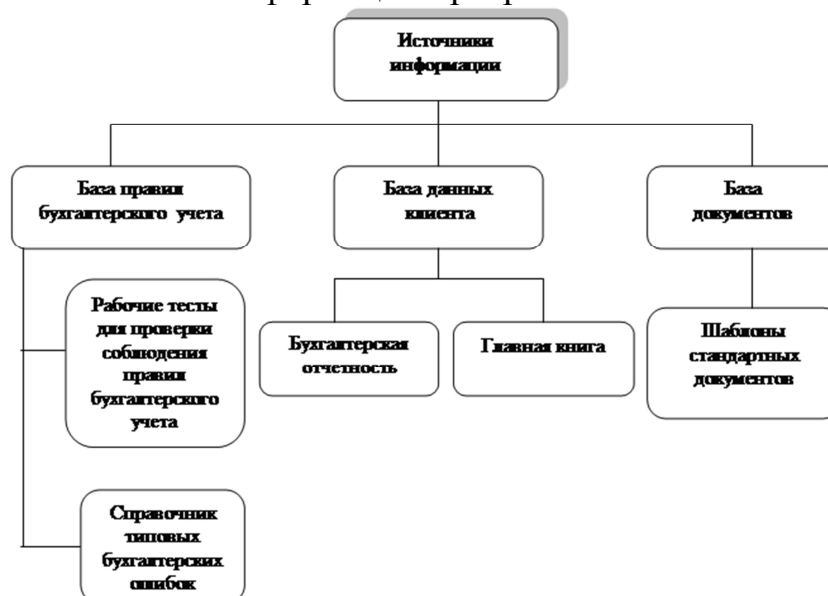 Источники
информации
База правил
бухгалтерского учета
База данных
клиента
База
документов
Рабочие тесты
для проверки
соблюдения
правил
бухгалтерского
учета
Бухгалтерская
отчетность
Главная книга
Шаблоны
стандартных
документов
Справочник
типовых
бухгалтерских
ошибок